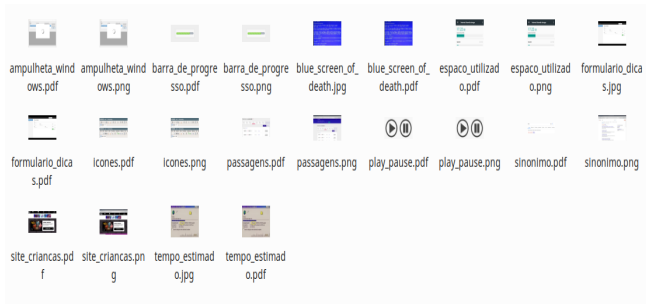 ampulheta_wind
ows.pdf
ampulheta_wind
ows.png
barra_de_progre
sso.pdf
barra_de_progre
sso.png
blue_screen_of_
death.jpg
blue_screen_of_
death.pdf
espaco_utilizad
o.pdf
espaco_utilizad
o.png
formulario_dica
s.jpg
formulario_dica
s.pdf
icones.pdf
icones.png
passagens.pdf
passagens.png
play_pause.pdf
play_pause.png
sinonimo.pdf
sinonimo.png
site_criancas.pd
f
site_criancas.pn
g
tempo_estimad
o.jpg
tempo_estimad
o.pdf